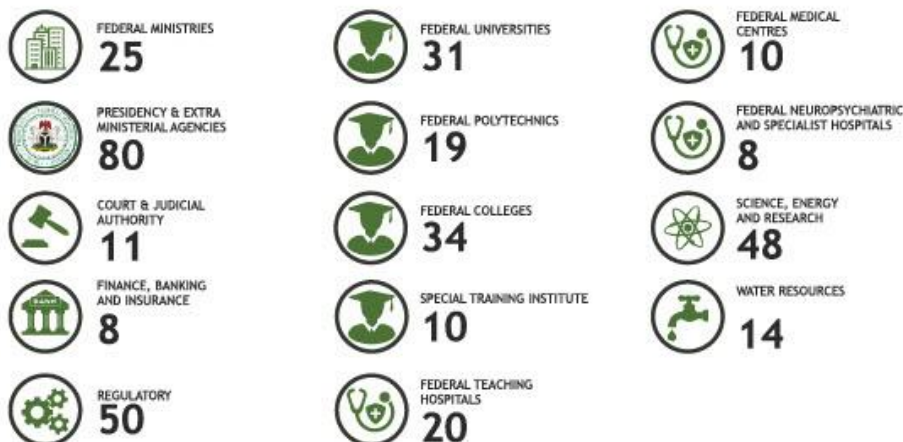 FEDERAL MINISTRIES
25
PRESIDENCY & EXTRA
MINISTERIAL AGENCIES
80
COURT & JUDICIAL
AUTHORITY
11
BANK
FINANCE, BANKING
AND INSURANCE
8
REGULATORY
50
FEDERAL UNIVERSITIES
31
FEDERAL POLYTECHNICS
19
FEDERAL COLLEGES
34
SPECIAL TRAINING INSTITUTE
10
FEDERAL TEACHING
HOSPITALS
20
FEDERAL MEDICAL
CENTRES
10
FEDERAL NEUROPSYCHIATRIC
AND SPECIALIST HOSPITALS
8
SCIENCE, ENERGY
AND RESEARCH
48
WATER RESOURCES
14